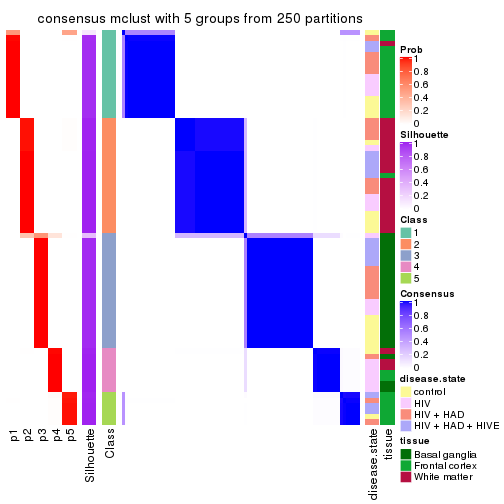 consensus mclust with 5 groups from 250 partitions
p1
p2
p3
p4
p5
Silhouette
Class
disease.state
tissue
Prob
1
0.8
0.6
0.4
0.2
0
Silhouette
1
0.8
0.6
0.4
0.2
0
Class
1
2
3
4
5
Consensus
1
0.8
0.6
0.4
0.2
0
disease.state
control
HIV
HIV + HAD
HIV + HAD + HIVE
tissue
Basal ganglia
Frontal cortex
White matter